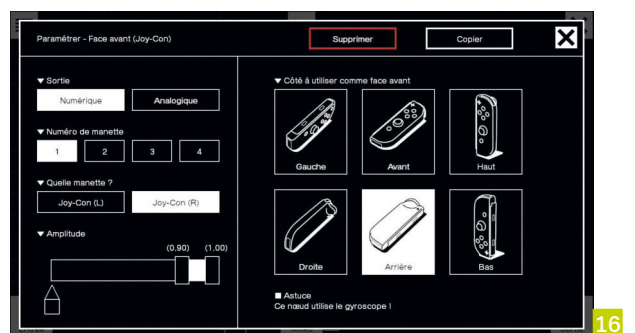 Paramétrer - Face avant (Joy-Con)
Supprimer
Copier
▼ Sortie
Numérique
Analogique
▼ Numéro de manette
1
2
3
4
▼ Quelle manette ?
Joy-Con (L)
Joy-Con (R)
▼ Amplitude
(0,90) (1,00)
▼ Côté à utiliser comme face avant
Gauche
Avant
Haut
Droite
Arrière
Bas
■ Astuce
Ce nœud utilise le gyroscope !
16